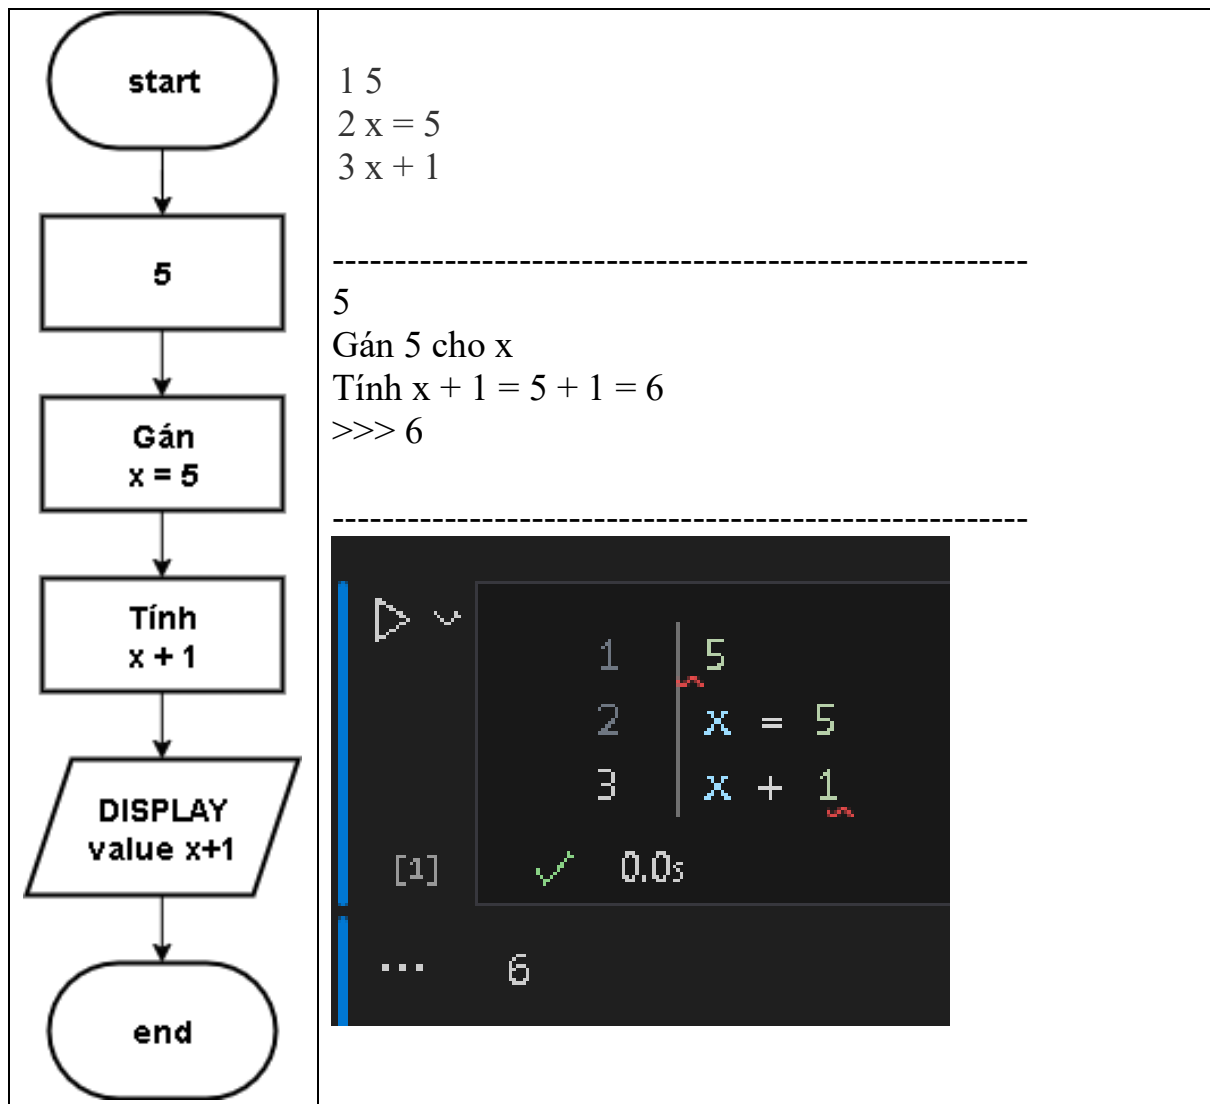 start
5
Gán
x = 5
Tính
x + 1
DISPLAY
value x+1
end
1 5
2 x = 5
3 x + 1
-------------------------------------------------------
5
Gán 5 cho x
Tính x + 1 = 5 + 1 = 6
>>> 6
-------------------------------------------------------
1 5
2 x = 5
3 x + 1
[1] 0.0s
... 6